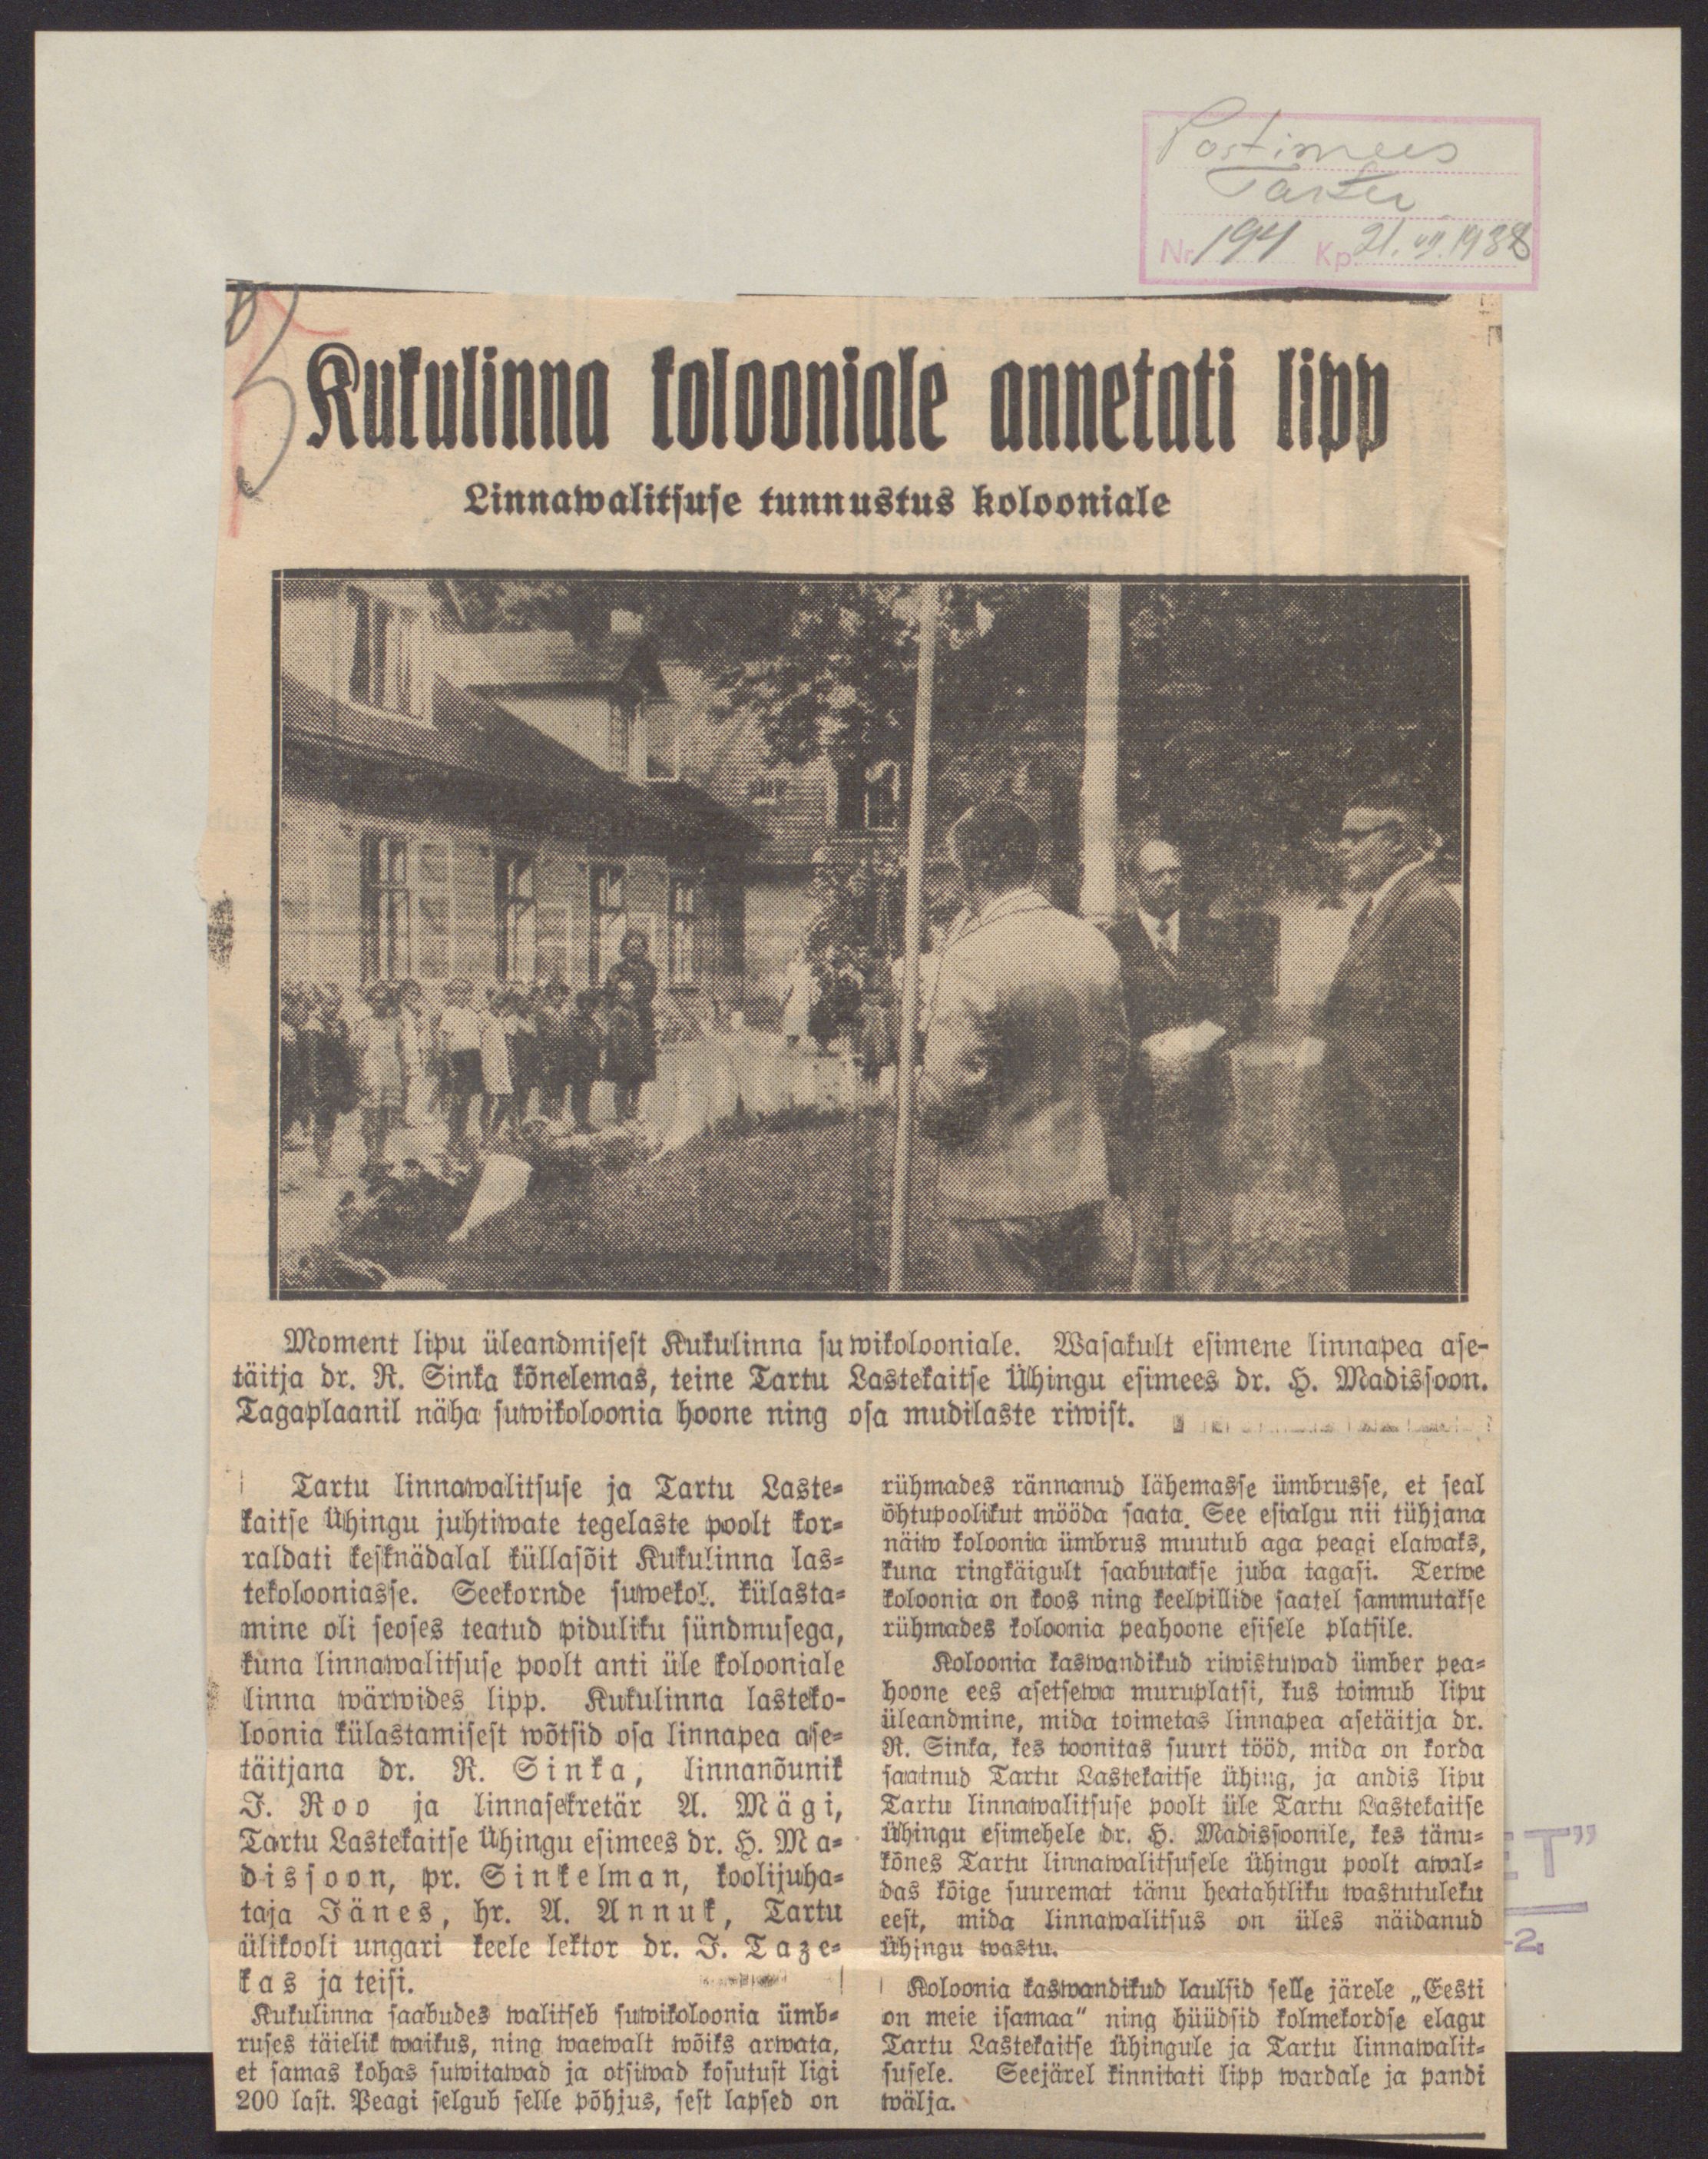 Postimees
Tartu
Nr. 194 Kp. 21. VII. 1938
Kukulinna kolooniale annetati lipp
Linnawalitsuse tunnustus kolooniale
Moment lipu üleandmisest Kukulinna suwikolooniale. Wasakult esimene linnapea ase-
täitja dr. R. Sinka kõnelemas, teine Tartu Lastekaitse Ühingu esimees dr. H. Madissoon.
Tagaplaanil näha suwikoloonia hoone ning osa mudilaste riwist.
Tartu linnawalitsuse ja Tartu Laste-
kaitse Ühingu juhtiwate tegelaste poolt kor-
raldati kesknädalal küllasõit Kukulinna las-
tekolooniasse. Seekornde suwekol. külasta-
mine oli seoses teatud piduliku sündmusega,
kuna linnawalitsuse poolt anti üle kolooniale
linna wärwides lipp. Kukulinna lasteko-
loonia külastamisest wõtsid osa linnapea ase-
täitjana dr. R. Sinka, linnanõunik
J. Roo ja linnasekretär A. Mägi,
Tartu Lastekaitse Ühingu esimees dr. H. Ma-
dissoon, pr. Sinkelman, koolijuha-
taja Jänes, hr. A. Annuk, Tartu
ülikooli ungari keele lektor dr. J. Taze-
kas ja teisi.
Kukulinna saabudes walitseb suwikoloonia ümb-
ruses täielik waikus, ning waewalt wõiks arwata,
et samas kohas suwitawad ja otsiwad kosutust ligi
200 last. Peagi selgub selle põhjus, sest lapsed on
rühmades rännanud lähemasse ümbrusse, et seal
õhtupoolikut mööda saata. See esialgu nii tühjana
näiw koloonia ümbrus muutub aga peagi elawaks,
kuna ringkäigult saabutakse juba tagasi. Terwe
koloonia on koos ning keelpillide saatel sammutakse
rühmades koloonia peahoone esisele platsile.
Koloonia kaswandikud riwistuwad ümber pea-
hoone ees asetsewa muruplatsi, kus toimub lipu
üleandmine, mida toimetas linnapea asetäitja dr.
R. Sinka, kes toonitas suurt tööd, mida on korda
saatnud Tartu Lastekaitse ühing, ja andis lipu
Tartu linnawalitsuse poolt üle Tartu Lastekaitse
Ühingu esimehele dr. H. Madissoonile, kes tänu-
kõnes Tartu linnawalitsusele ühingu poolt awal-
das kõige suuremat tänu heatahtliku wastutuleku
eest, mida linnawalitsus on üles näidanud
ühingu wastu.
Koloonia kaswandikud laulsid selle järele „Eesti
on meie isamaa“ ning hüüdsid kolmekordse elagu
Tartu Lastekaitse Ühingule ja Tartu linnawalit-
susele. Seejärel kinnitati lipp wardale ja pandi
wälja.
ET”
-2